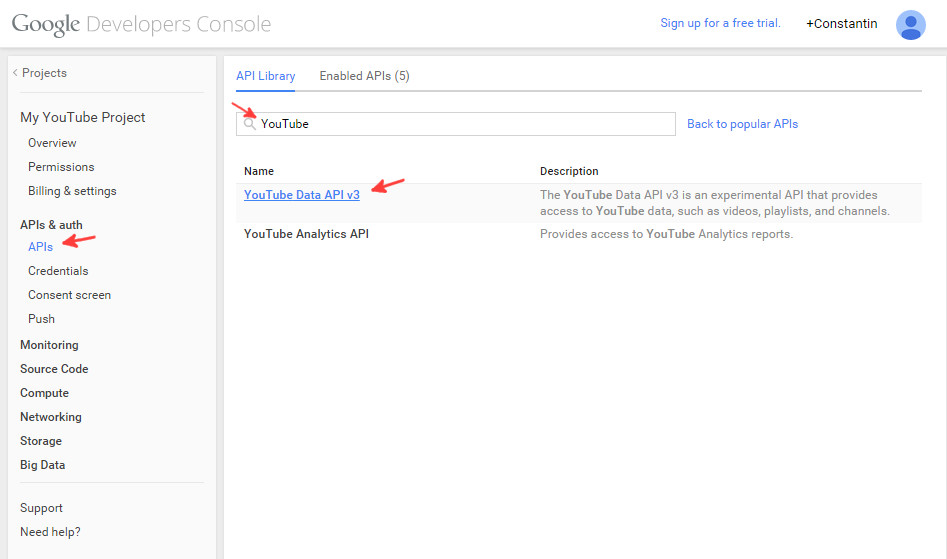 Google Developers Console
Sign up for a free trial.
+Constantin
Projects
My YouTube Project
Overview
Permissions
Billing & settings
APIs & auth
APIs
Credentials
Consent screen
Push
Monitoring
Source Code
Compute
Networking
Storage
Big Data
Support
Need help?
API Library
Enabled APIs (5)
YouTube
Back to popular APIs
Name
Description
YouTube Data API v3
The YouTube Data API v3 is an experimental API that provides
access to YouTube data, such as videos, playlists, and channels.
YouTube Analytics API
Provides access to YouTube Analytics reports.